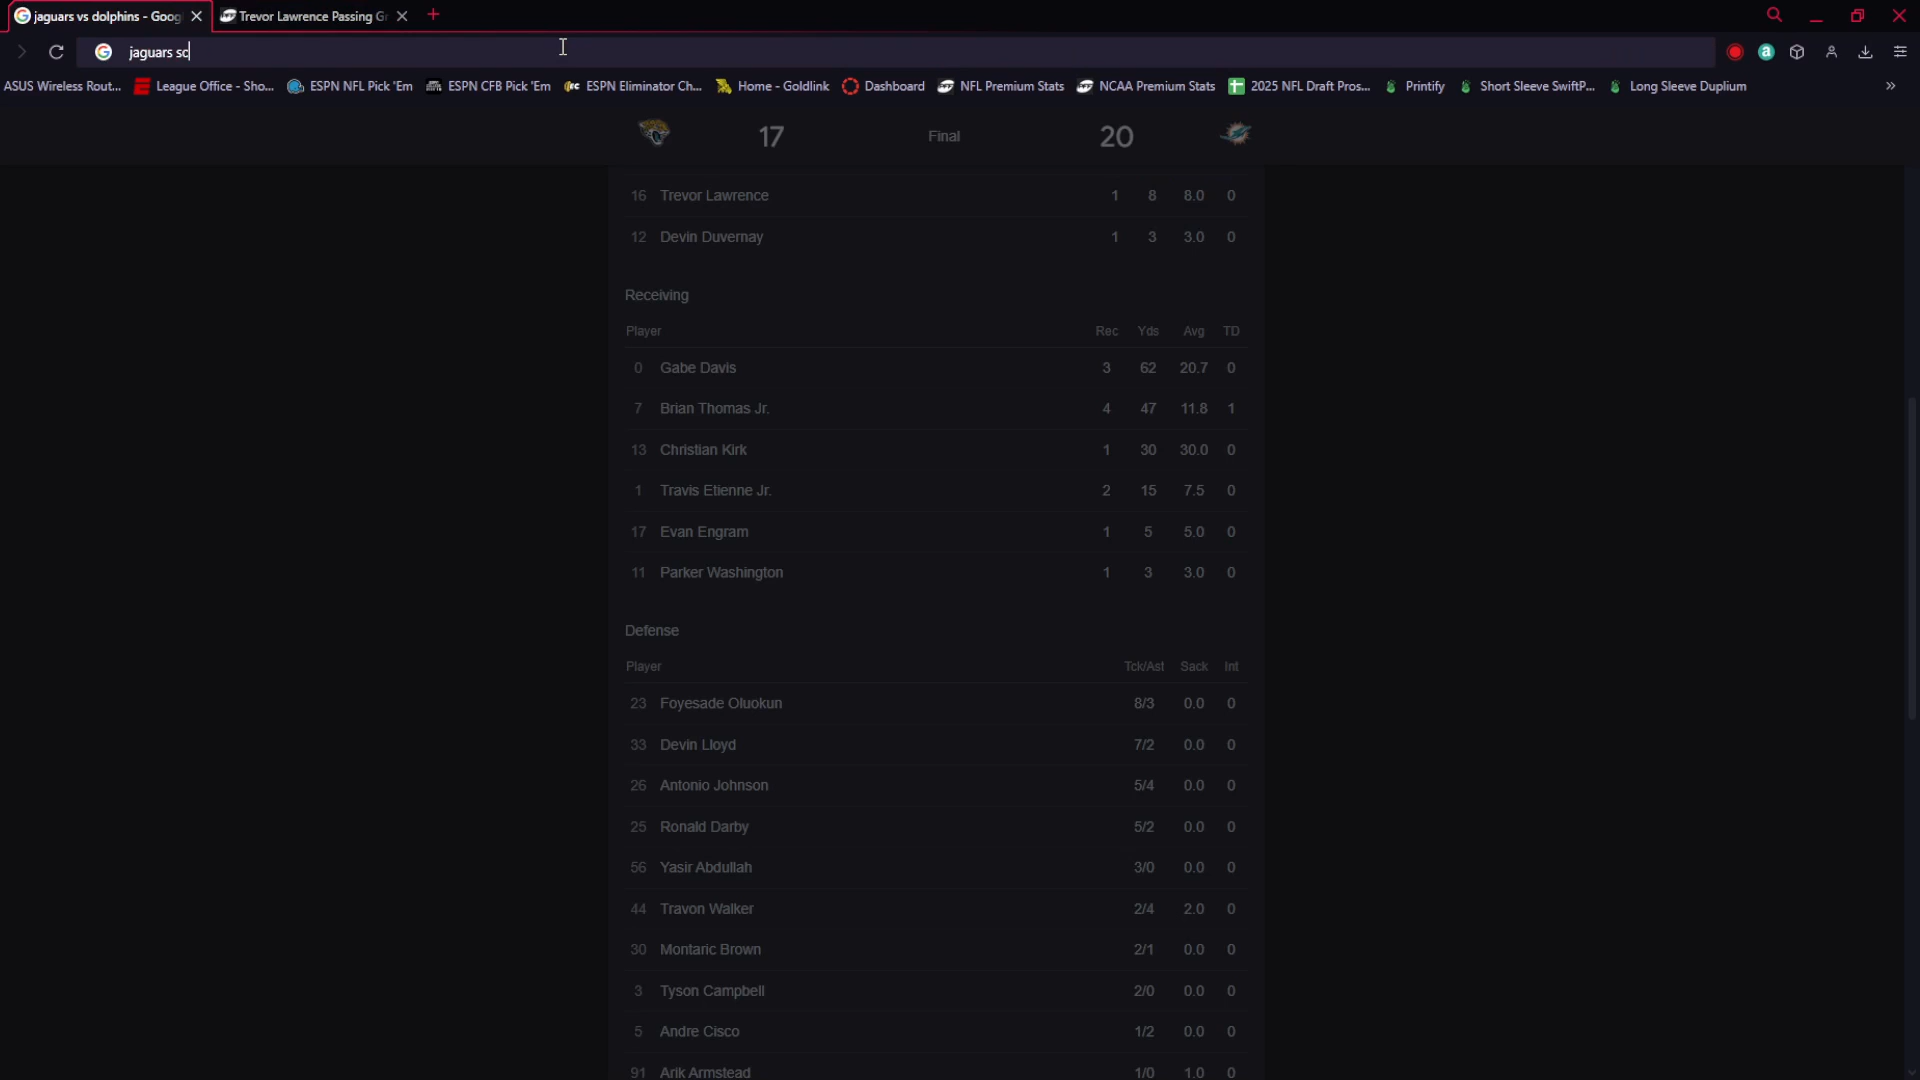 jaguars vs dolphins - Goog
Trevor Lawrence Passing Gr
jaguars sc
ASUS Wireless Rout... League Office - Sho... ESPN NFL Pick 'Em ESPN CFB Pick 'Em ESPN Eliminator Ch... Home - Goldlink Dashboard NFL Premium Stats NCAA Premium Stats 2025 NFL Draft Pros... Printify Short Sleeve SwiftP... Long Sleeve Duplium
17 Final 20
16 Trevor Lawrence 1 8 8.0 0
12 Devin Duvernay 1 3 3.0 0
Receiving
Player Rec Yds Avg TD
0 Gabe Davis 3 62 20.7 0
7 Brian Thomas Jr. 4 47 11.8 1
13 Christian Kirk 1 30 30.0 0
1 Travis Etienne Jr. 2 15 7.5 0
17 Evan Engram 1 5 5.0 0
11 Parker Washington 1 3 3.0 0
Defense
Player Tck/Ast Sack Int
23 Foyesade Oluokun 8/3 0.0 0
33 Devin Lloyd 7/2 0.0 0
26 Antonio Johnson 5/4 0.0 0
25 Ronald Darby 5/2 0.0 0
56 Yasir Abdullah 3/0 0.0 0
44 Travon Walker 2/4 2.0 0
30 Montaric Brown 2/1 0.0 0
3 Tyson Campbell 2/0 0.0 0
5 Andre Cisco 1/2 0.0 0
91 Arik Armstead 1/0 1.0 0